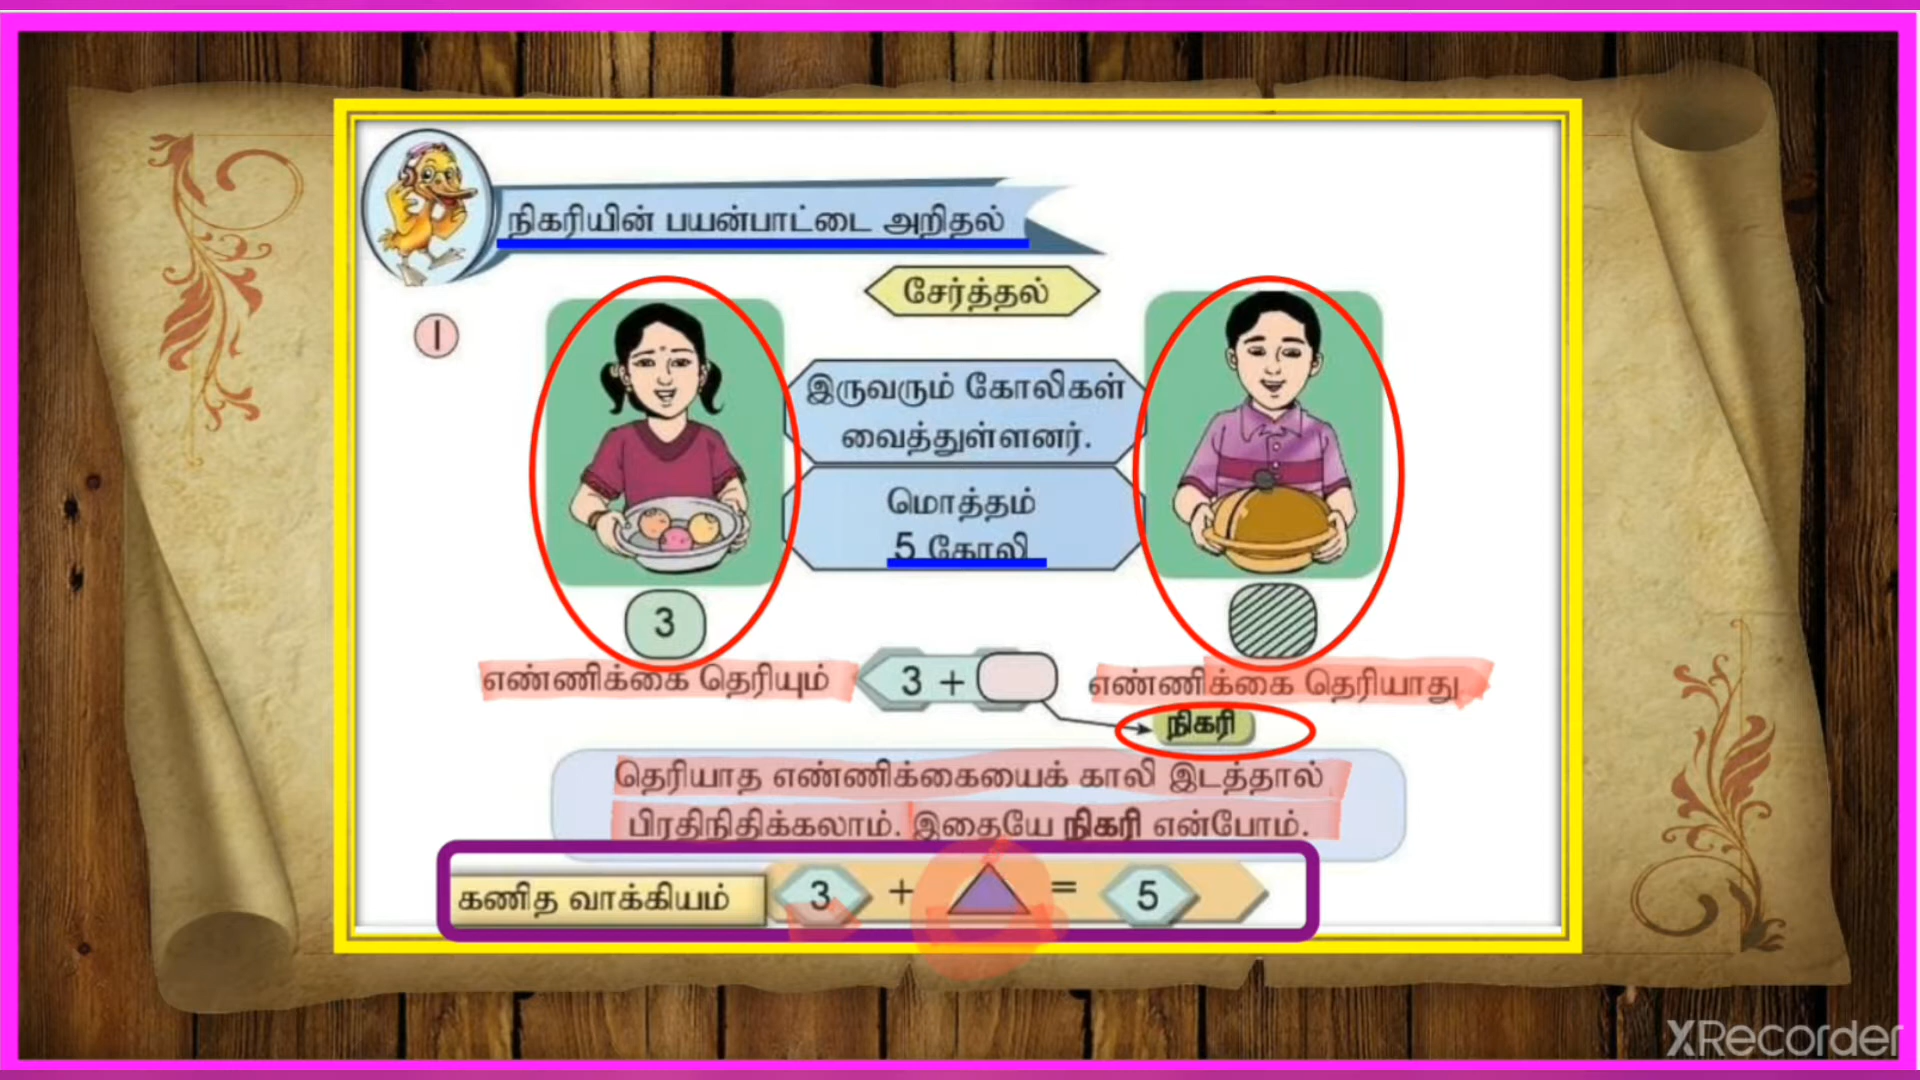 நிகரியின் பயன்பாட்டை அறிதல்
சேர்த்தல்
1
இருவரும் கோலிகள்
வைத்துள்ளனர்.
மொத்தம்
5 கோலி
3
எண்ணிக்கை தெரியும்
3 +
எண்ணிக்கை தெரியாது
நிகரி
தெரியாத எண்ணிக்கையைக் காலி இடத்தால்
பிரதிநிதிக்கலாம். இதையே நிகரி என்போம்.
கணித வாக்கியம் 3 + = 5
XRecorder